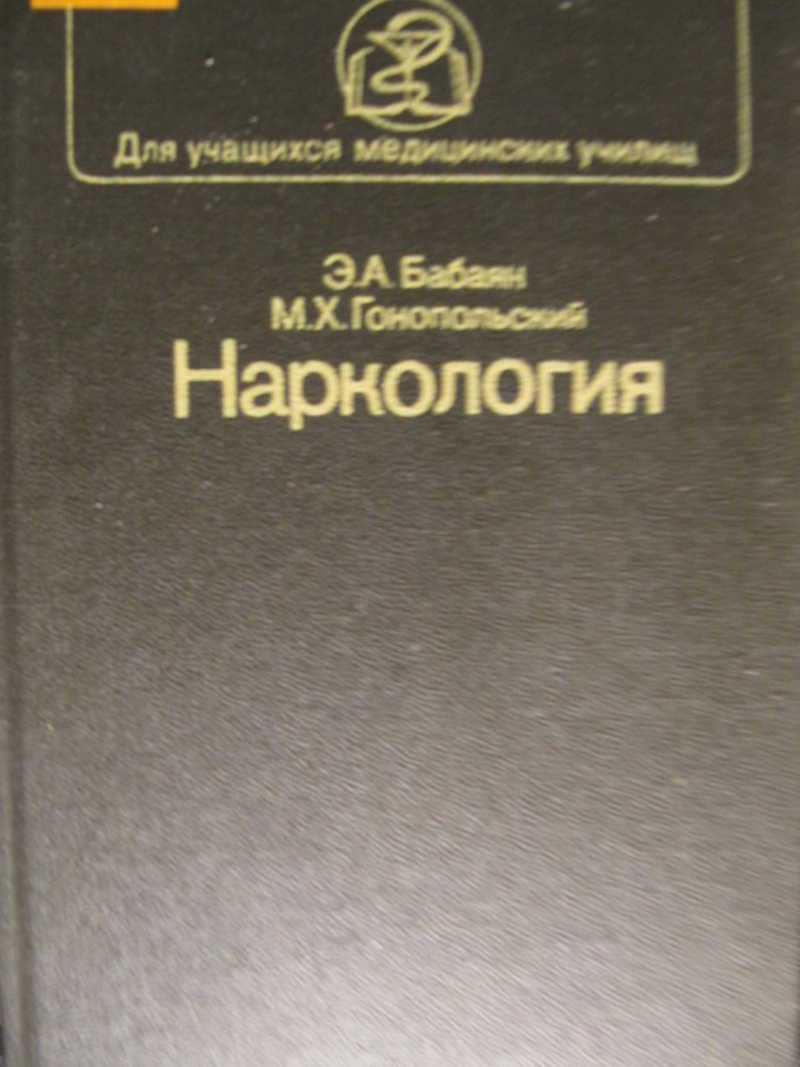 Для учащихся медицинских училищ
Э.А. Бабаян
М.Х. Гонопольский
Наркология